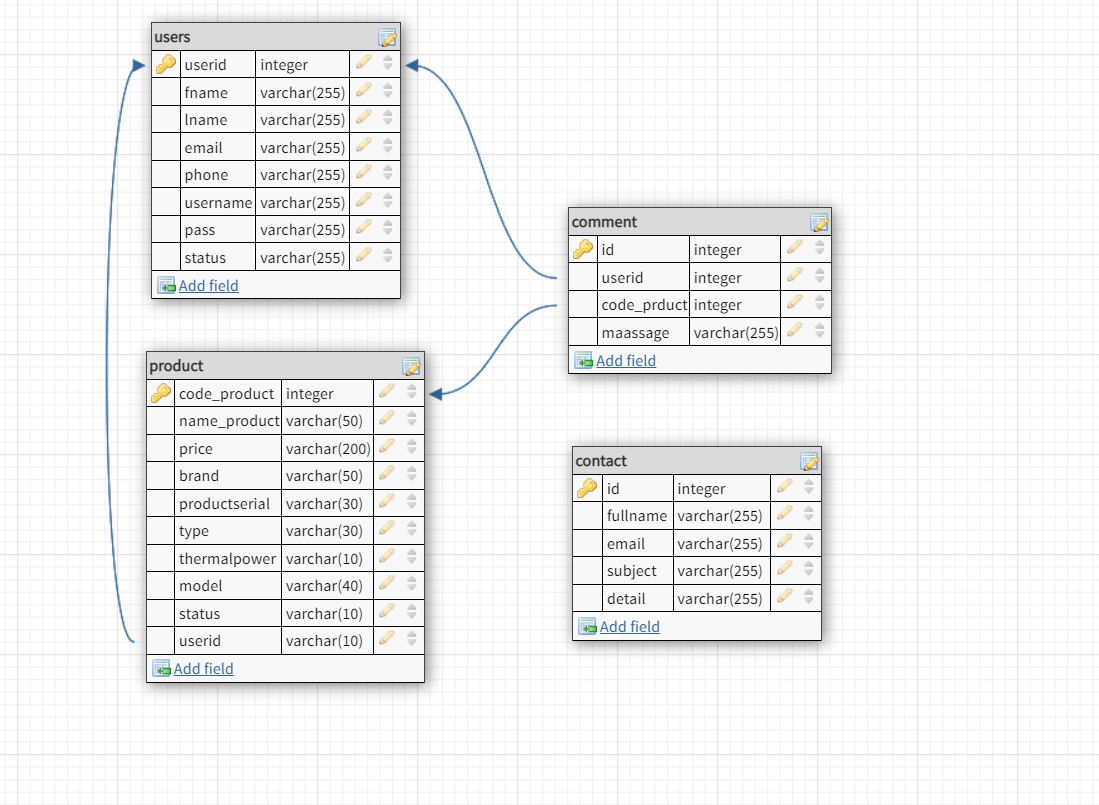 users
userid integer
fname varchar(255)
lname varchar(255)
email varchar(255)
phone varchar(255)
username varchar(255)
pass varchar(255)
status varchar(255)
Add field
comment
id integer
userid integer
code_prduct integer
maassage varchar(255)
Add field
product
code_product integer
name_product varchar(50)
price varchar(200)
brand varchar(50)
productserial varchar(30)
type varchar(30)
thermalpower varchar(10)
model varchar(40)
status varchar(10)
userid varchar(10)
Add field
contact
id integer
fullname varchar(255)
email varchar(255)
subject varchar(255)
detail varchar(255)
Add field